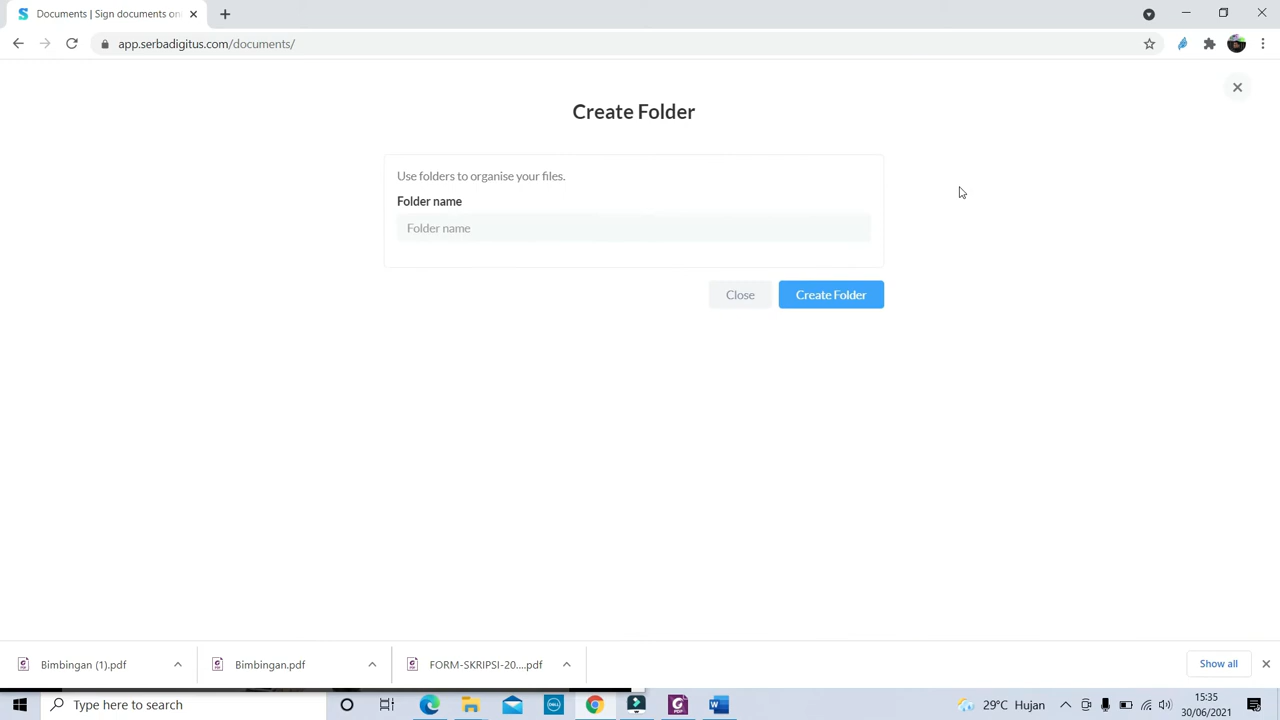 Documents | Sign documents on
app.serbadigitus.com/documents/
Create Folder
Use folders to organise your files.
Folder name
Folder name
Close
Create Folder
Bimbingan (1).pdf
Bimbingan.pdf
FORM-SKRIPSI-20....pdf
Show all
Type here to search
DELL
29°C Hujan
15:35
30/06/2021